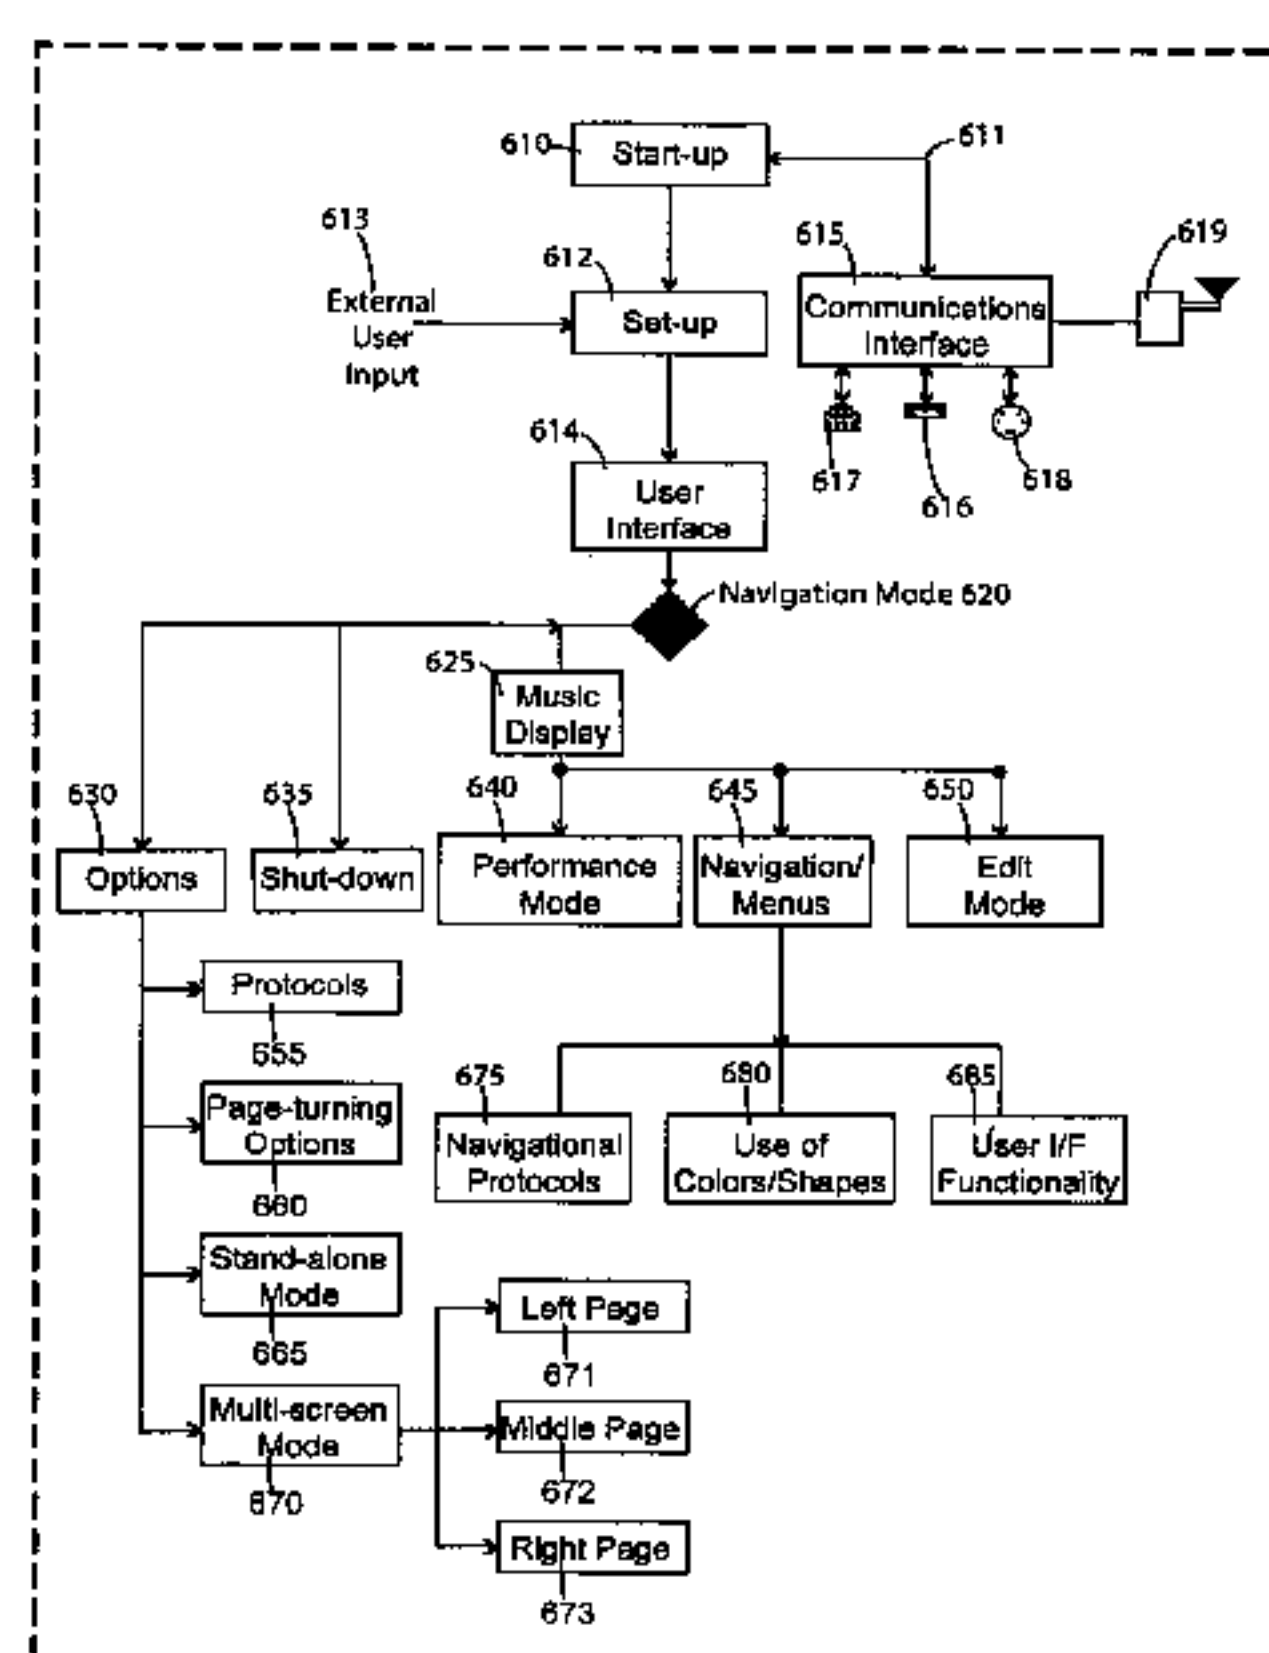 610
Start-up
611
613
External
User
Input
612
Set-up
615
Communications
Interface
619
617
616
618
614
User
Interface
Navigation Mode 620
625
Music
Display
630
Options
635
Shut-down
640
Performance
Mode
645
Navigation/
Menus
650
Edit
Mode
Protocols
655
Page-turning
Options
660
Stand-alone
Mode
665
Multi-screen
Mode
670
675
Navigational
Protocols
680
Use of
Colors/Shapes
685
User I/F
Functionality
Left Page
671
Middle Page
672
Right Page
673